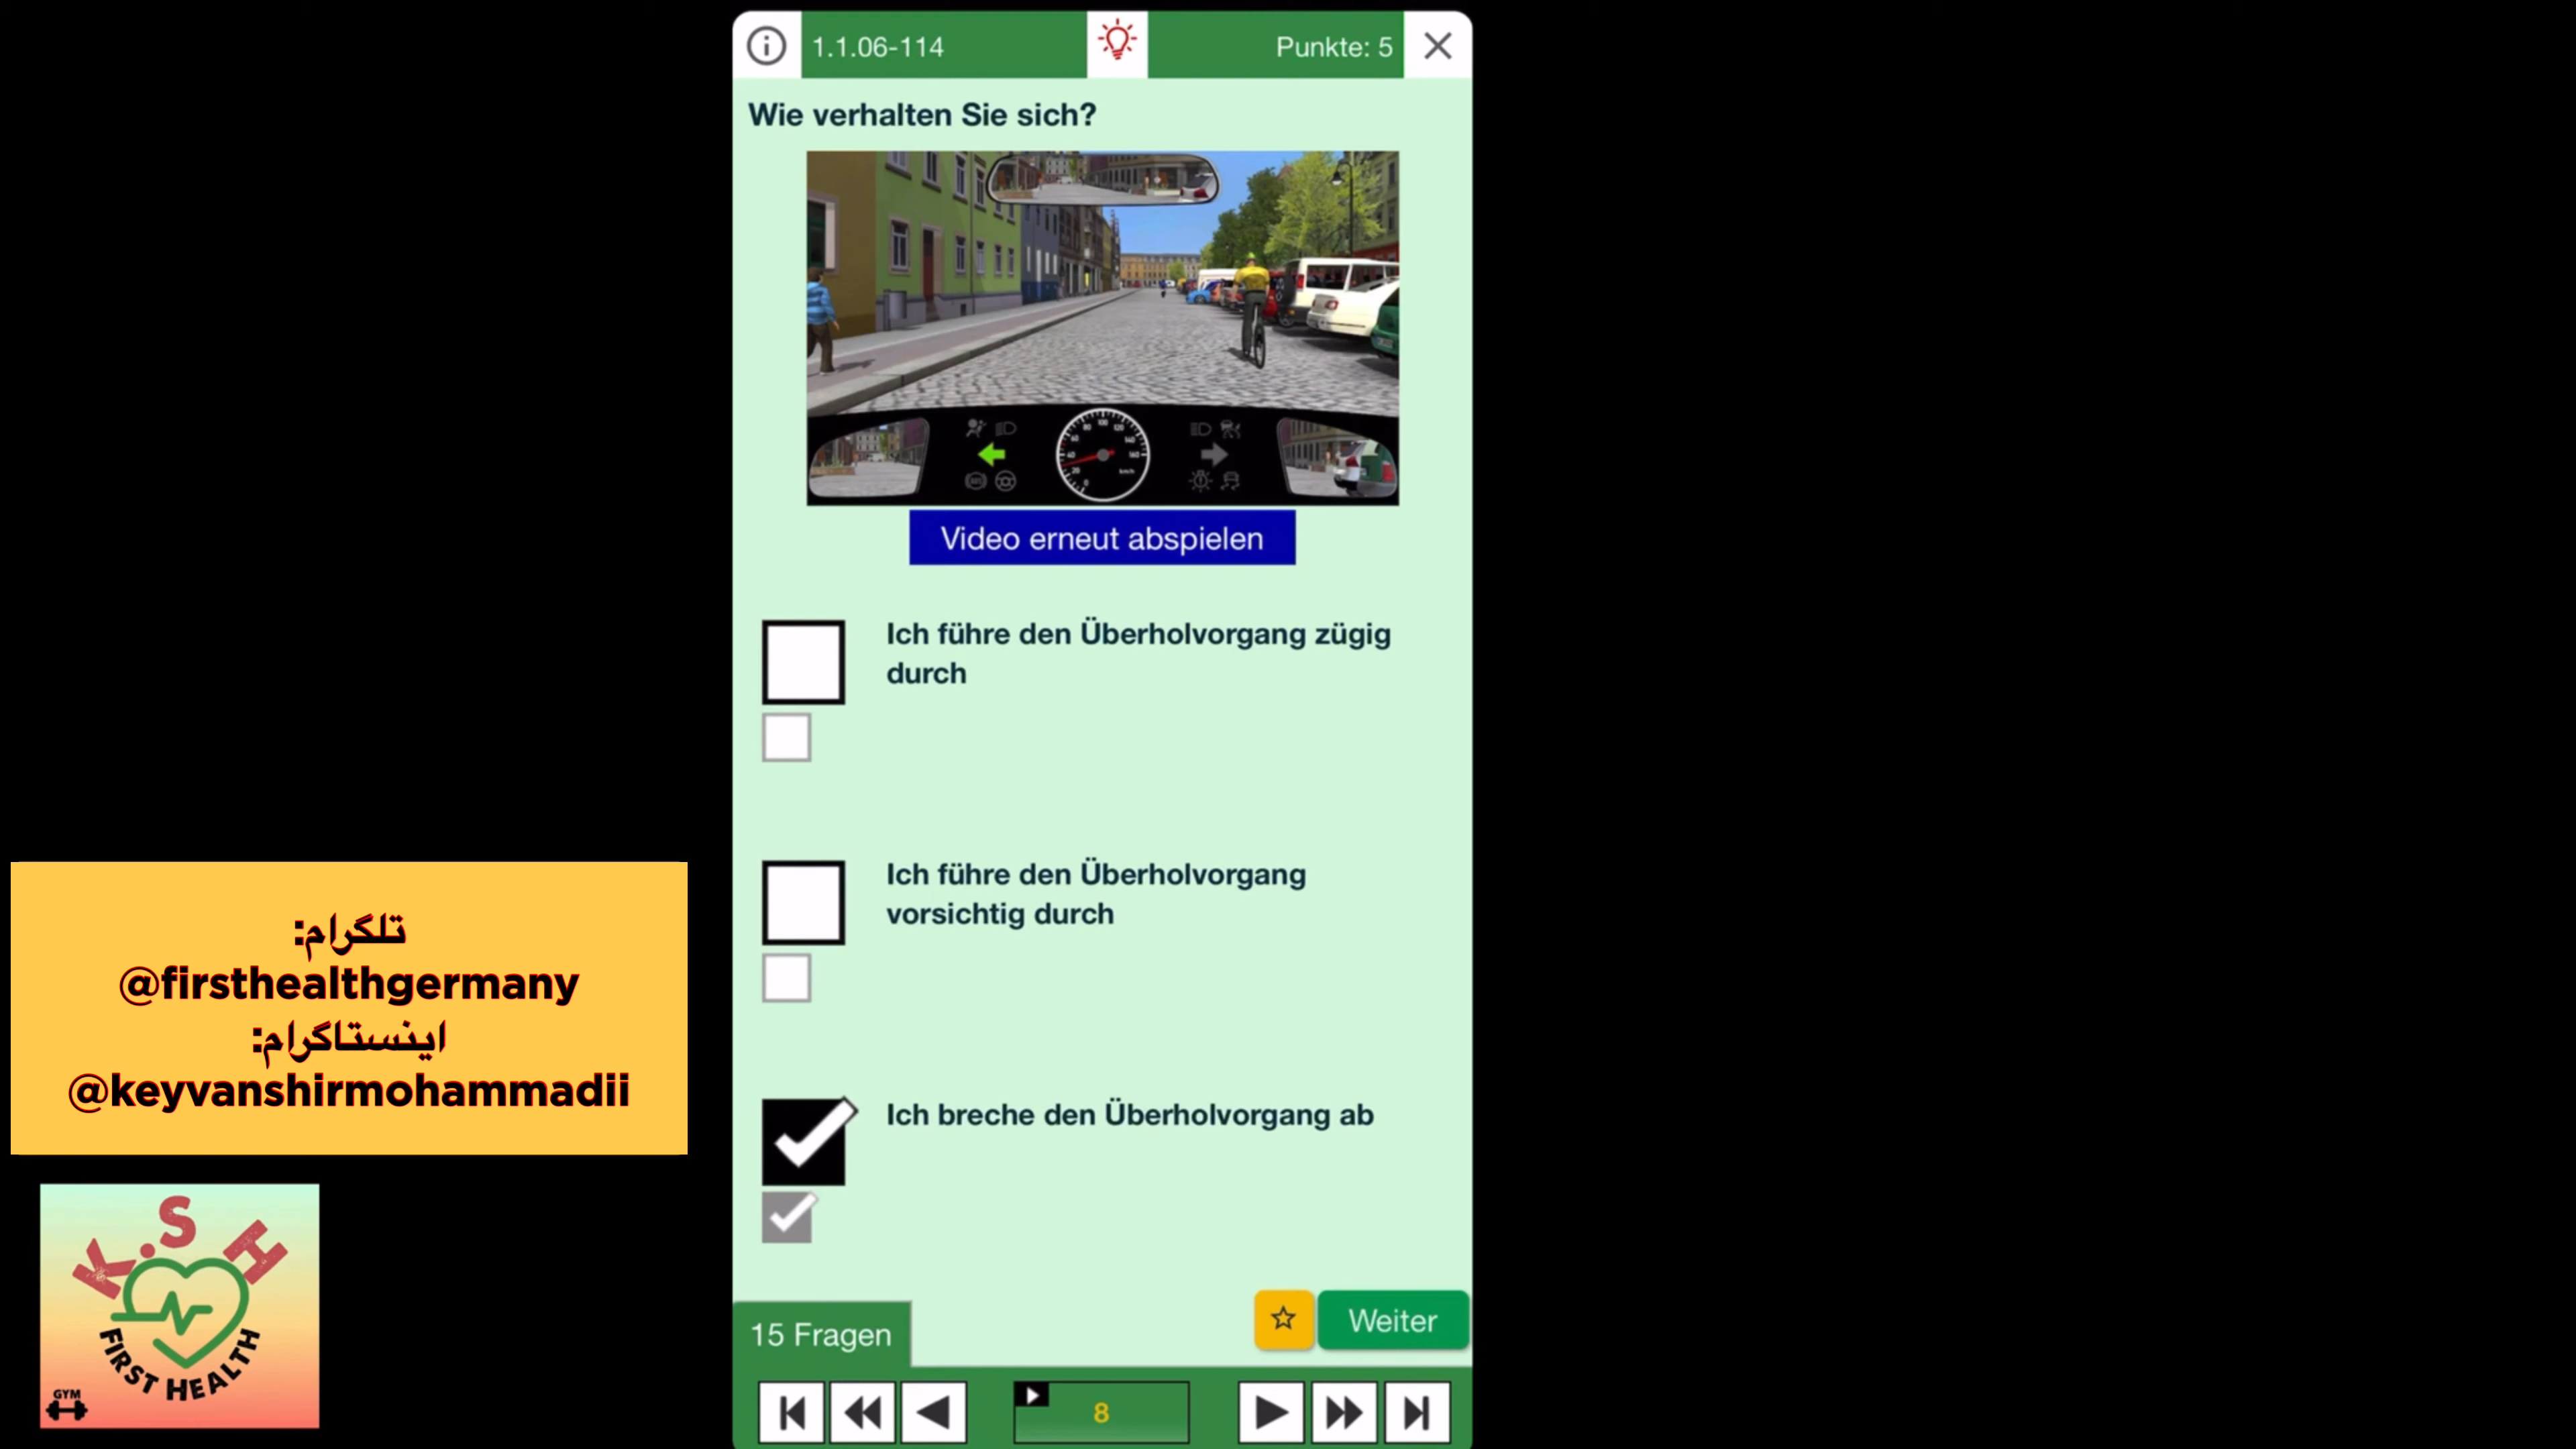 1.1.06-114
Punkte: 5
Wie verhalten Sie sich?
Video erneut abspielen
Ich führe den Überholvorgang zügig
durch
Ich führe den Überholvorgang
vorsichtig durch
Ich breche den Überholvorgang ab
15 Fragen
Weiter
8
تلگرام:
@firsthealthgermany
اینستاگرام:
@keyvanshirmohammadii
K.SH
FIRST HEALTH
GYM